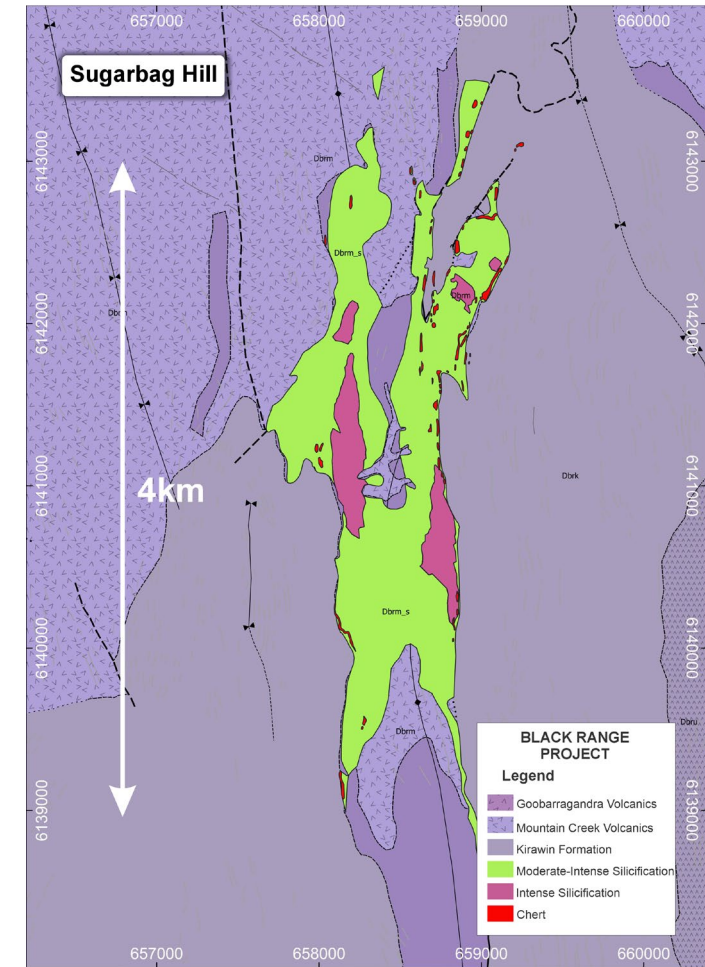 657000 658000 659000 660000
Sugarbag Hill
6143000 6143000
Dbrm
Dbrm_s
Dbrm
6142000 6142000
Dbrk
6141000 6141000
4km
Dbrm_s
6140000 6140000
Dbrm
Dbru
BLACK RANGE
PROJECT
Legend
Goobarragandra Volcanics
Mountain Creek Volcanics
Kirawin Formation
Moderate-Intense Silicification
Intense Silicification
Chert
6139000 6139000
657000 658000 659000 660000